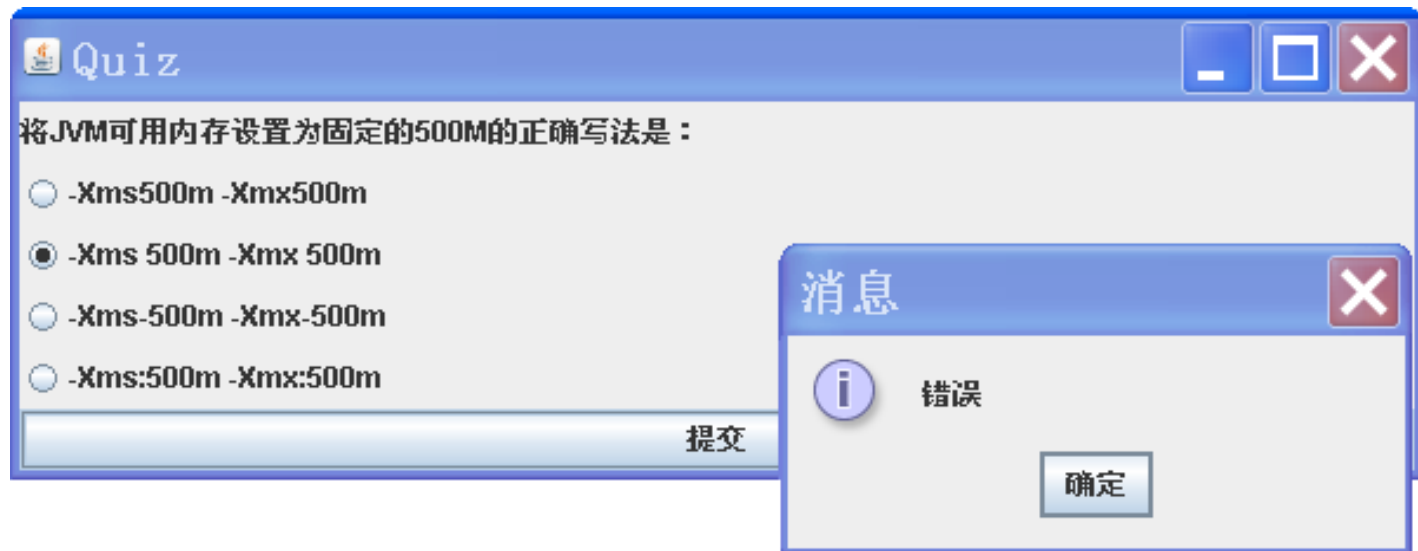 Quiz
将JVM可用内存设置为固定的500M的正确写法是：
-Xms500m -Xmx500m
-Xms 500m -Xmx 500m
-Xms-500m -Xmx-500m
-Xms:500m -Xmx:500m
提交
消息
错误
确定